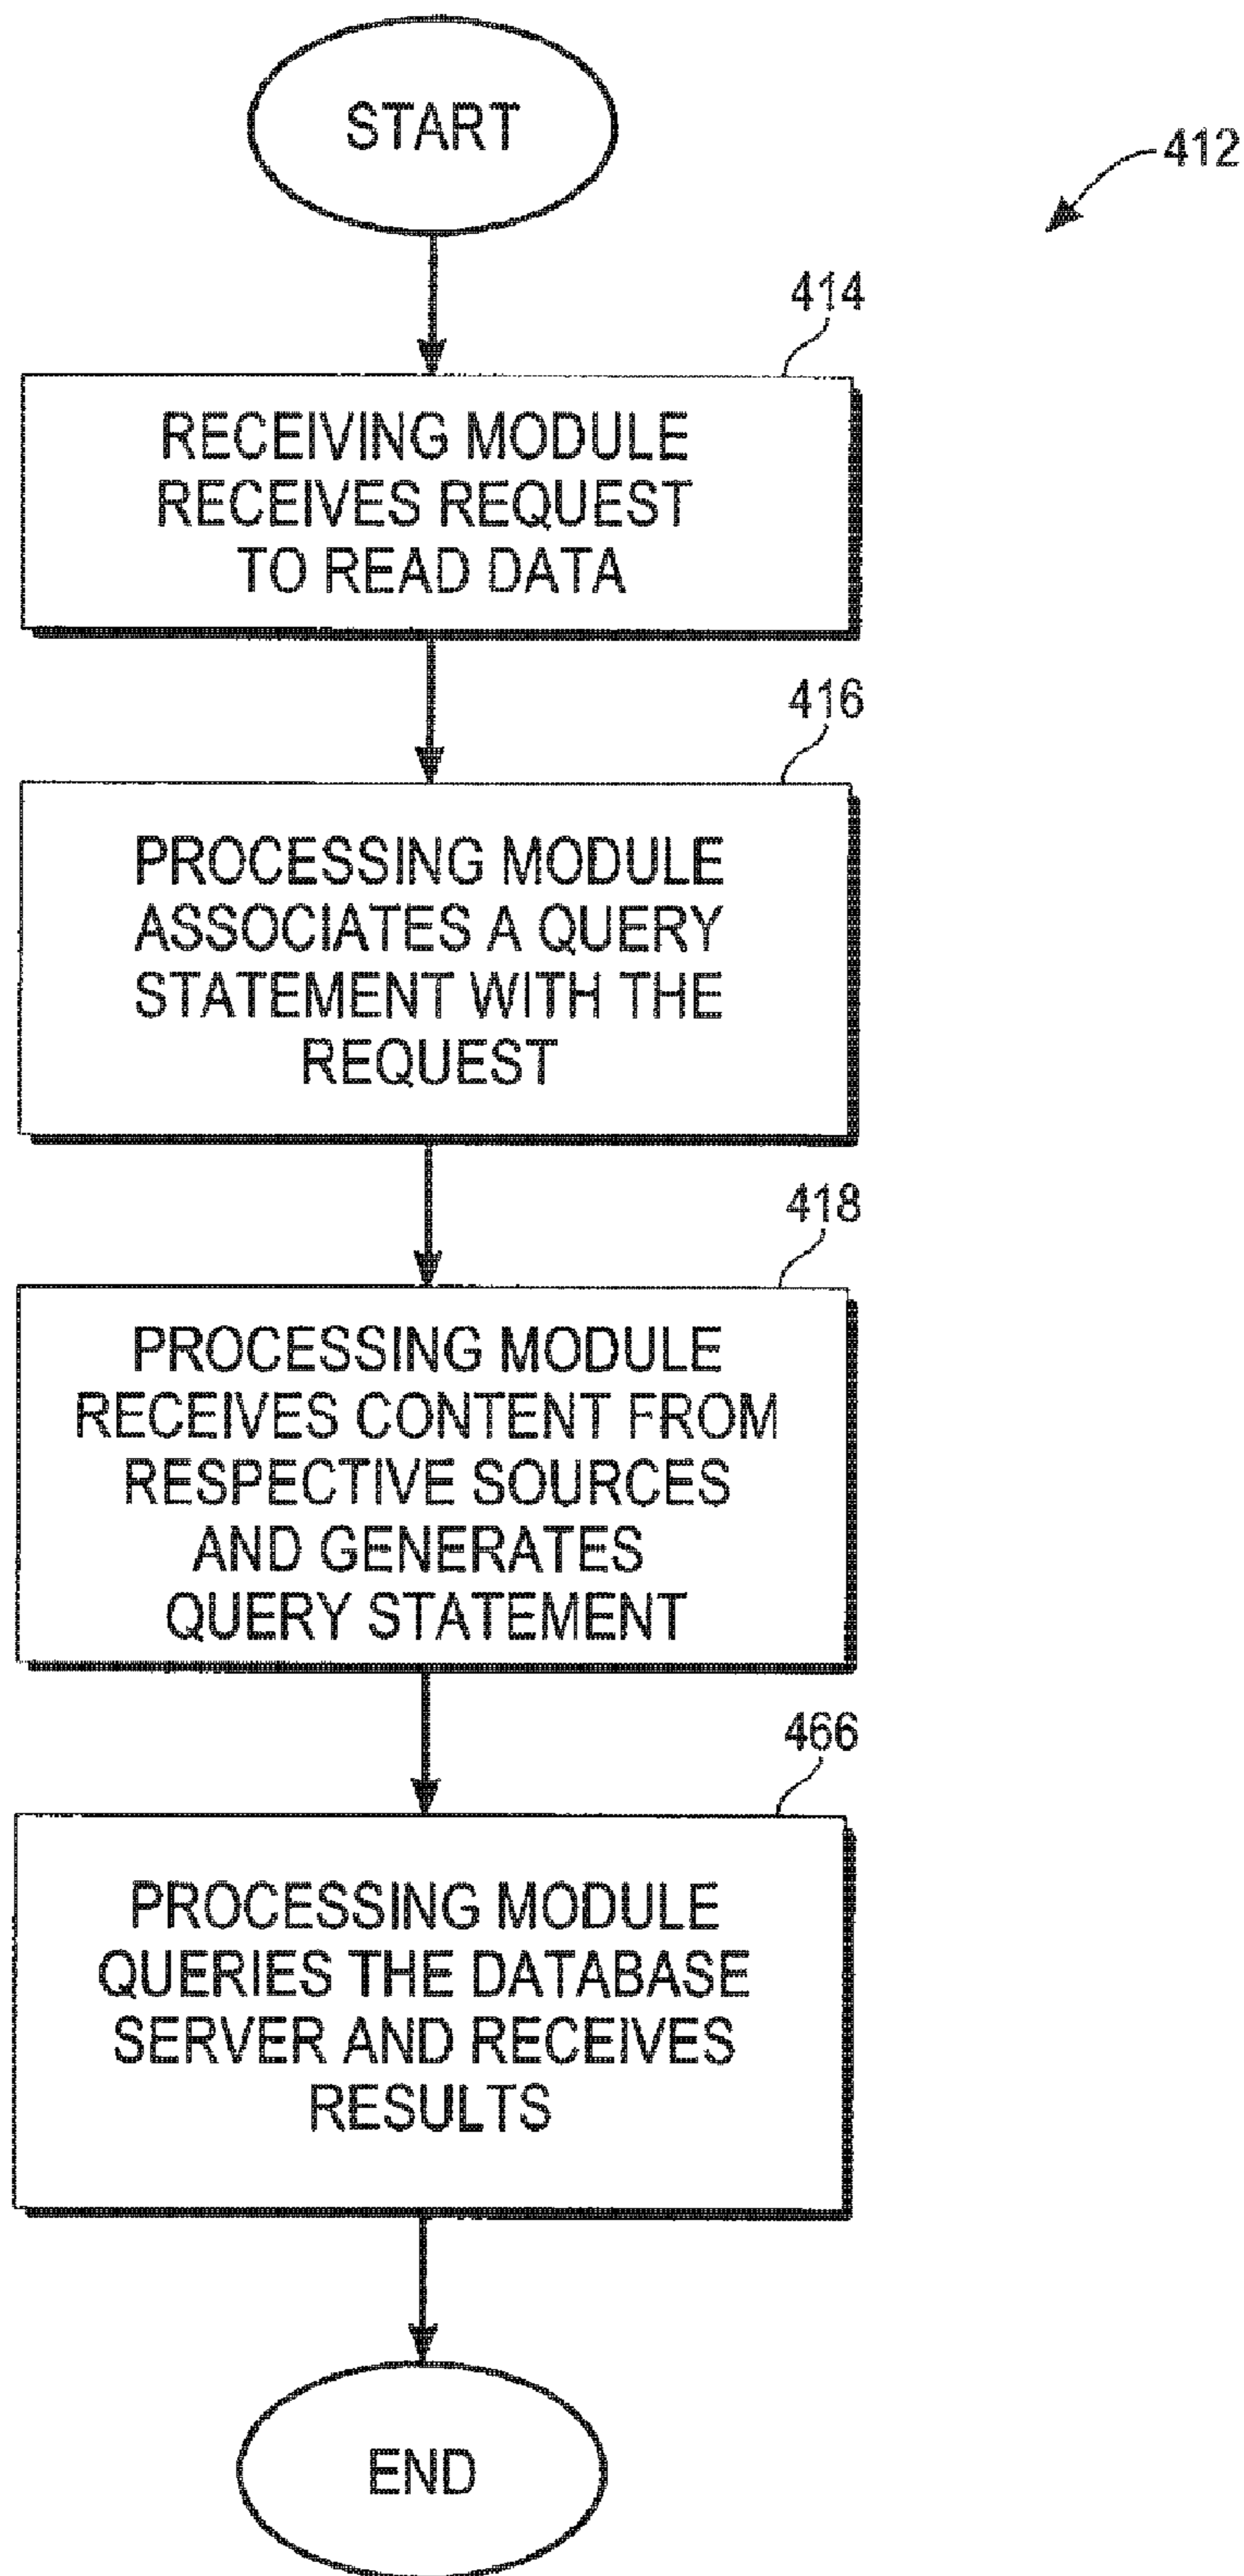 START
412
414
RECEIVING MODULE
RECEIVES REQUEST
TO READ DATA
416
PROCESSING MODULE
ASSOCIATES A QUERY
STATEMENT WITH THE
REQUEST
418
PROCESSING MODULE
RECEIVES CONTENT FROM
RESPECTIVE SOURCES
AND GENERATES
QUERY STATEMENT
466
PROCESSING MODULE
QUERIES THE DATABASE
SERVER AND RECEIVES
RESULTS
END